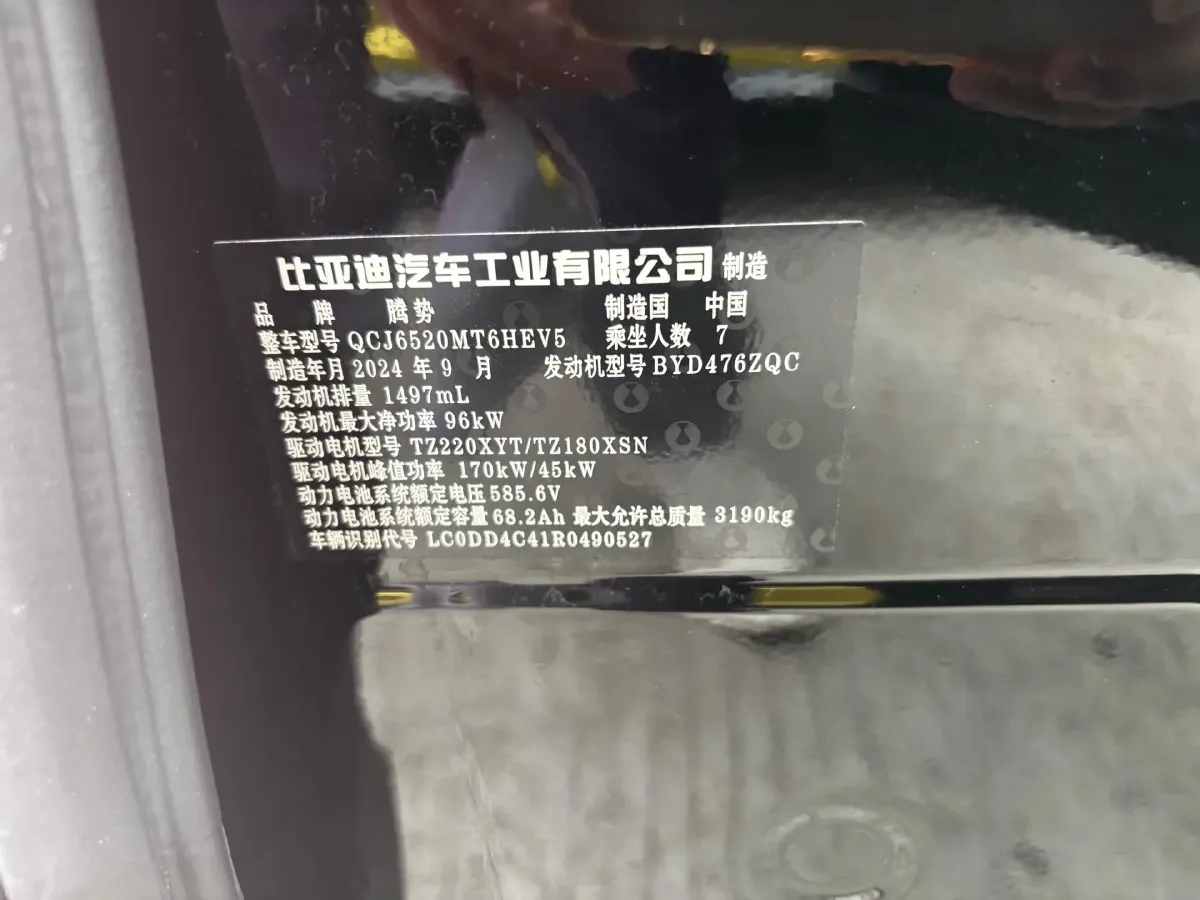 比亚迪汽车工业有限公司 制造
品 牌 腾势 制造国 中国
整车型号 QCJ6520MT6HEV5 乘坐人数 7
制造年月 2024 年 9 月 发动机型号 BYD476ZQC
发动机排量 1497mL
发动机最大净功率 96kW
驱动电机型号 TZ220XYT/TZ180XSN
驱动电机峰值功率 170kW/45kW
动力电池系统额定电压 585.6V
动力电池系统额定容量 68.2Ah 最大允许总质量 3190kg
车辆识别代号 LC0DD4C41R0490527